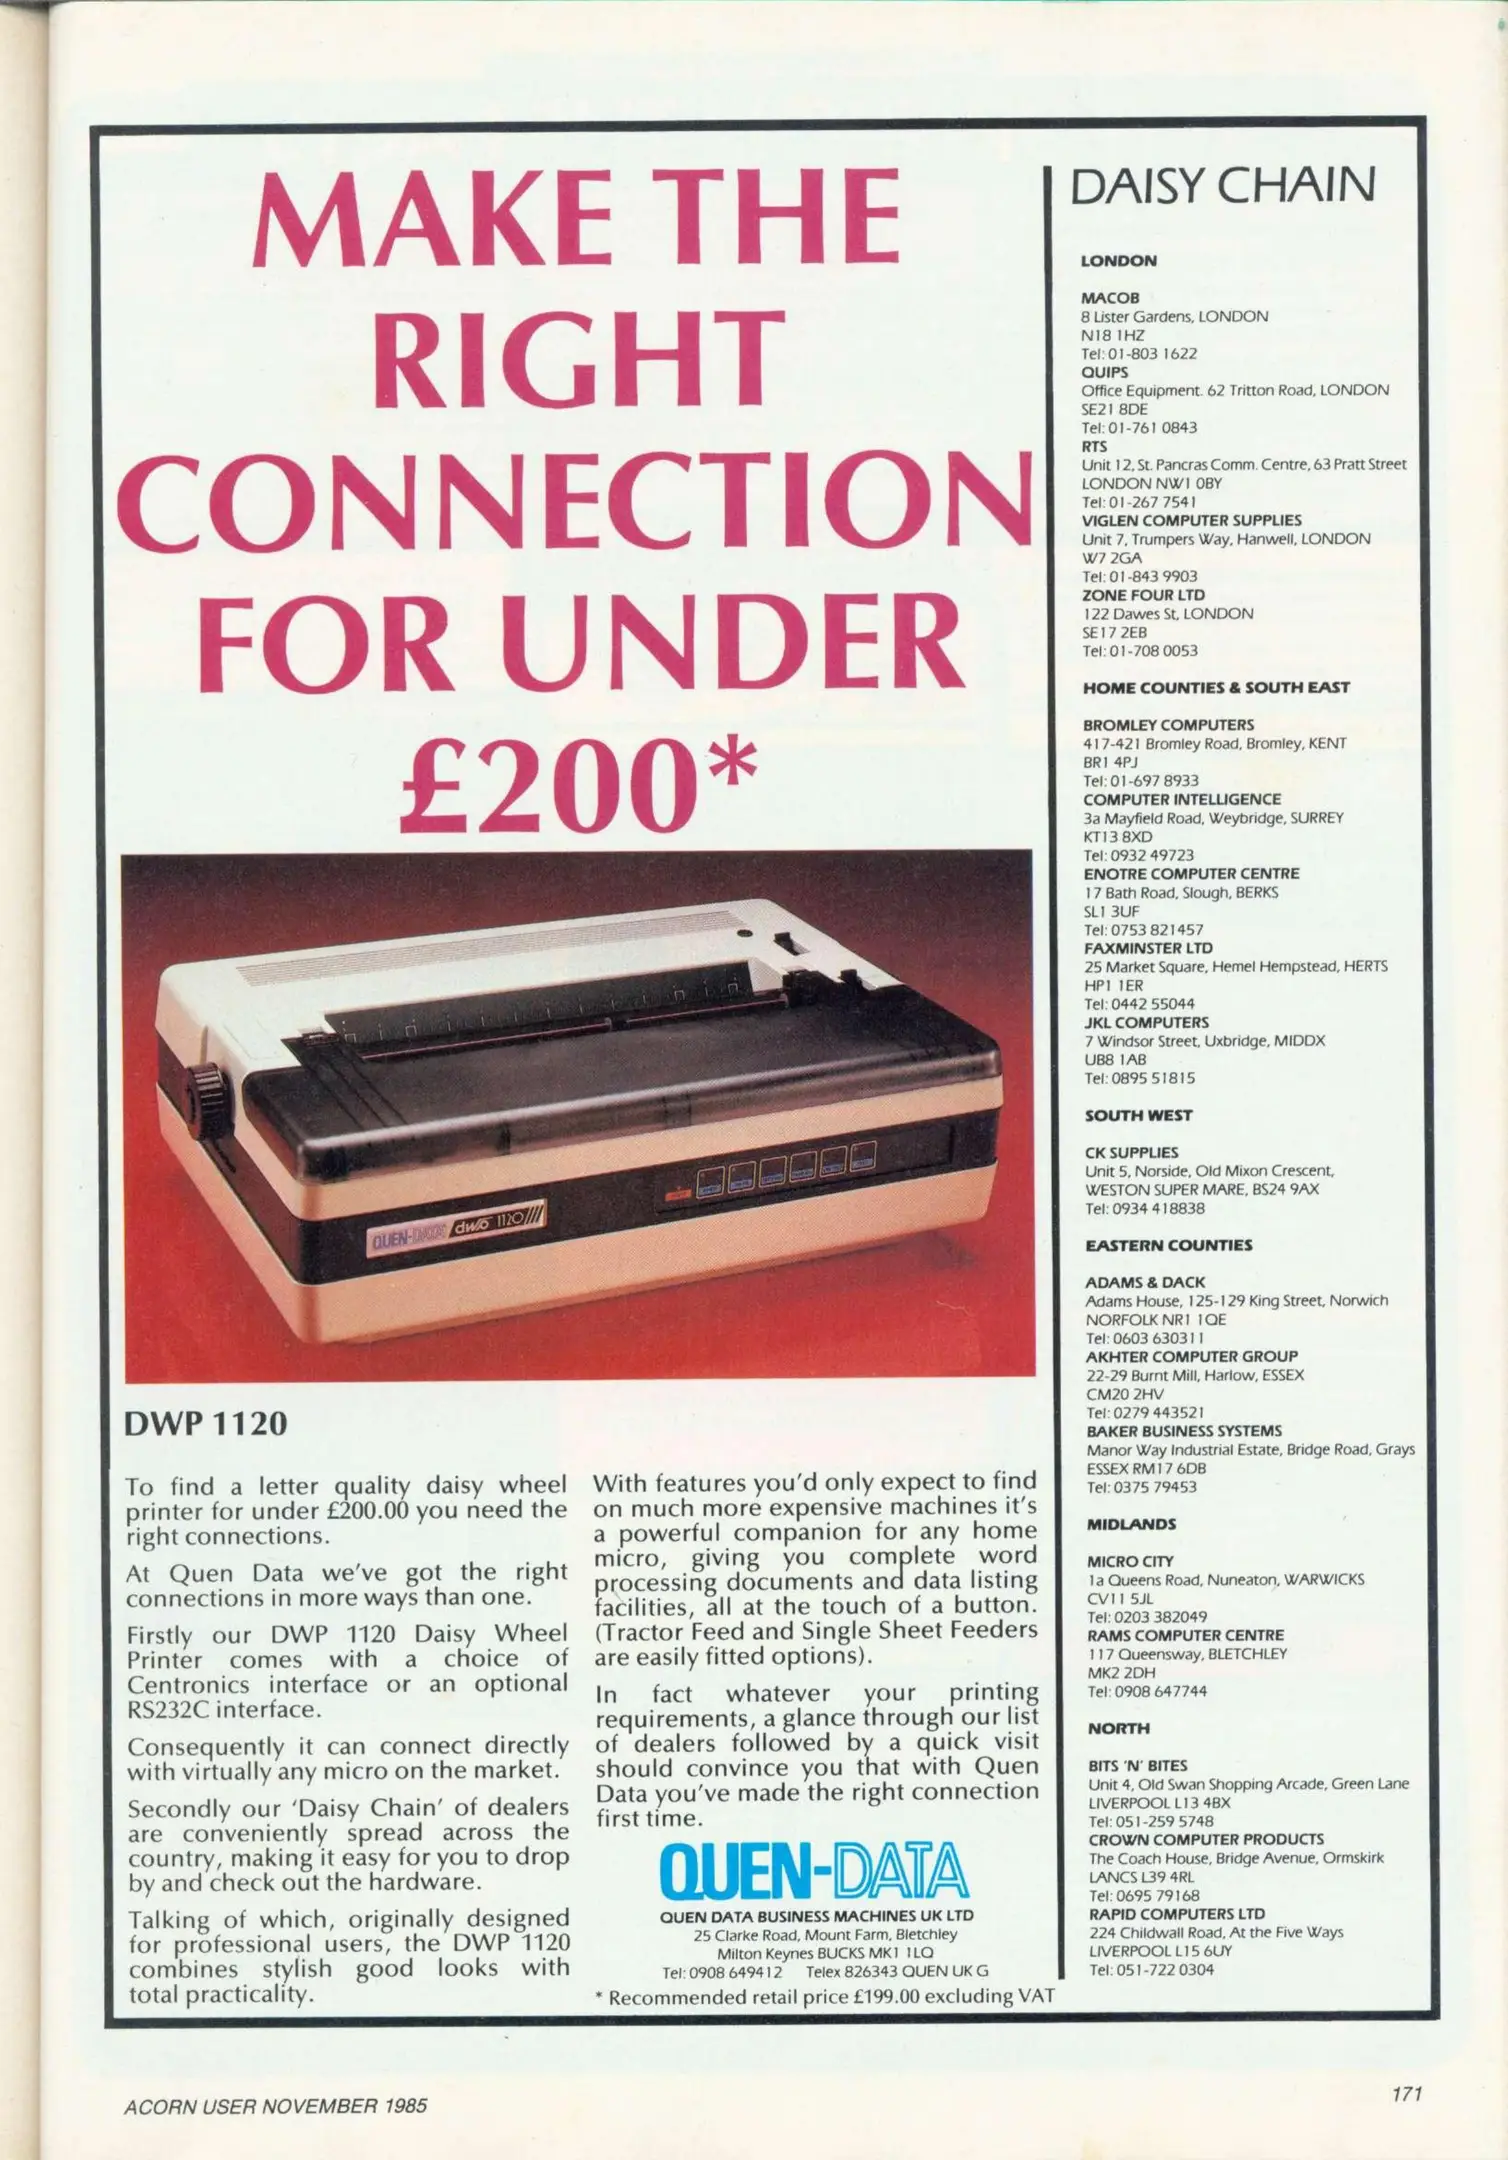 MAKE THE
RIGHT
CONNECTION
FOR UNDER
£200*
QUEN-DATA dwp 1120
DWP 1120
To find a letter quality daisy wheel
printer for under £200.00 you need the
right connections.
At Quen Data we've got the right
connections in more ways than one.
Firstly our DWP 1120 Daisy Wheel
Printer comes with a choice of
Centronics interface or an optional
RS232C interface.
Consequently it can connect directly
with virtually any micro on the market.
Secondly our 'Daisy Chain' of dealers
are conveniently spread across the
country, making it easy for you to drop
by and check out the hardware.
Talking of which, originally designed
for professional users, the DWP 1120
combines stylish good looks with
total practicality.
With features you'd only expect to find
on much more expensive machines it's
a powerful companion for any home
micro, giving you complete word
processing documents and data listing
facilities, all at the touch of a button.
(Tractor Feed and Single Sheet Feeders
are easily fitted options).
In fact whatever your printing
requirements, a glance through our list
of dealers followed by a quick visit
should convince you that with Quen
Data you've made the right connection
first time.
QUEN-DATA
QUEN DATA BUSINESS MACHINES UK LTD
25 Clarke Road, Mount Farm, Bletchley
Milton Keynes BUCKS MK1 1LQ
Tel: 0908 649412 Telex 826343 QUEN UK G
* Recommended retail price £199.00 excluding VAT
DAISY CHAIN
LONDON
MACOB
8 Lister Gardens, LONDON
N18 1HZ
Tel: 01-803 1622
QUIPS
Office Equipment. 62 Tritton Road, LONDON
SE21 8DE
Tel: 01-761 0843
RTS
Unit 12, St. Pancras Comm. Centre, 63 Pratt Street
LONDON NW1 0BY
Tel: 01-267 7541
VIGLEN COMPUTER SUPPLIES
Unit 7, Trumpers Way, Hanwell, LONDON
W7 2GA
Tel: 01-843 9903
ZONE FOUR LTD
122 Dawes St, LONDON
SE17 2EB
Tel: 01-708 0053
HOME COUNTIES & SOUTH EAST
BROMLEY COMPUTERS
417-421 Bromley Road, Bromley, KENT
BR1 4PJ
Tel: 01-697 8933
COMPUTER INTELLIGENCE
3a Mayfield Road, Weybridge, SURREY
KT13 8XD
Tel: 0932 49723
ENOTRE COMPUTER CENTRE
17 Bath Road, Slough, BERKS
SL1 3UF
Tel: 0753 821457
FAXMINSTER LTD
25 Market Square, Hemel Hempstead, HERTS
HP1 1ER
Tel: 0442 55044
JKL COMPUTERS
7 Windsor Street, Uxbridge, MIDDX
UB8 1AB
Tel: 0895 51815
SOUTH WEST
CK SUPPLIES
Unit 5, Norside, Old Mixon Crescent,
WESTON SUPER MARE, BS24 9AX
Tel: 0934 418838
EASTERN COUNTIES
ADAMS & DACK
Adams House, 125-129 King Street, Norwich
NORFOLK NR1 1QE
Tel: 0603 630311
AKHTER COMPUTER GROUP
22-29 Burnt Mill, Harlow, ESSEX
CM20 2HV
Tel: 0279 443521
BAKER BUSINESS SYSTEMS
Manor Way Industrial Estate, Bridge Road, Grays
ESSEX RM17 6DB
Tel: 0375 79453
MIDLANDS
MICRO CITY
1a Queens Road, Nuneaton, WARWICKS
CV11 5JL
Tel: 0203 382049
RAMS COMPUTER CENTRE
117 Queensway, BLETCHLEY
MK2 2DH
Tel: 0908 647744
NORTH
BITS 'N' BITES
Unit 4, Old Swan Shopping Arcade, Green Lane
LIVERPOOL L13 4BX
Tel: 051-259 5748
CROWN COMPUTER PRODUCTS
The Coach House, Bridge Avenue, Ormskirk
LANCS L39 4RL
Tel: 0695 79168
RAPID COMPUTERS LTD
224 Childwall Road, At the Five Ways
LIVERPOOL L15 6UY
Tel: 051-722 0304
ACORN USER NOVEMBER 1985
171